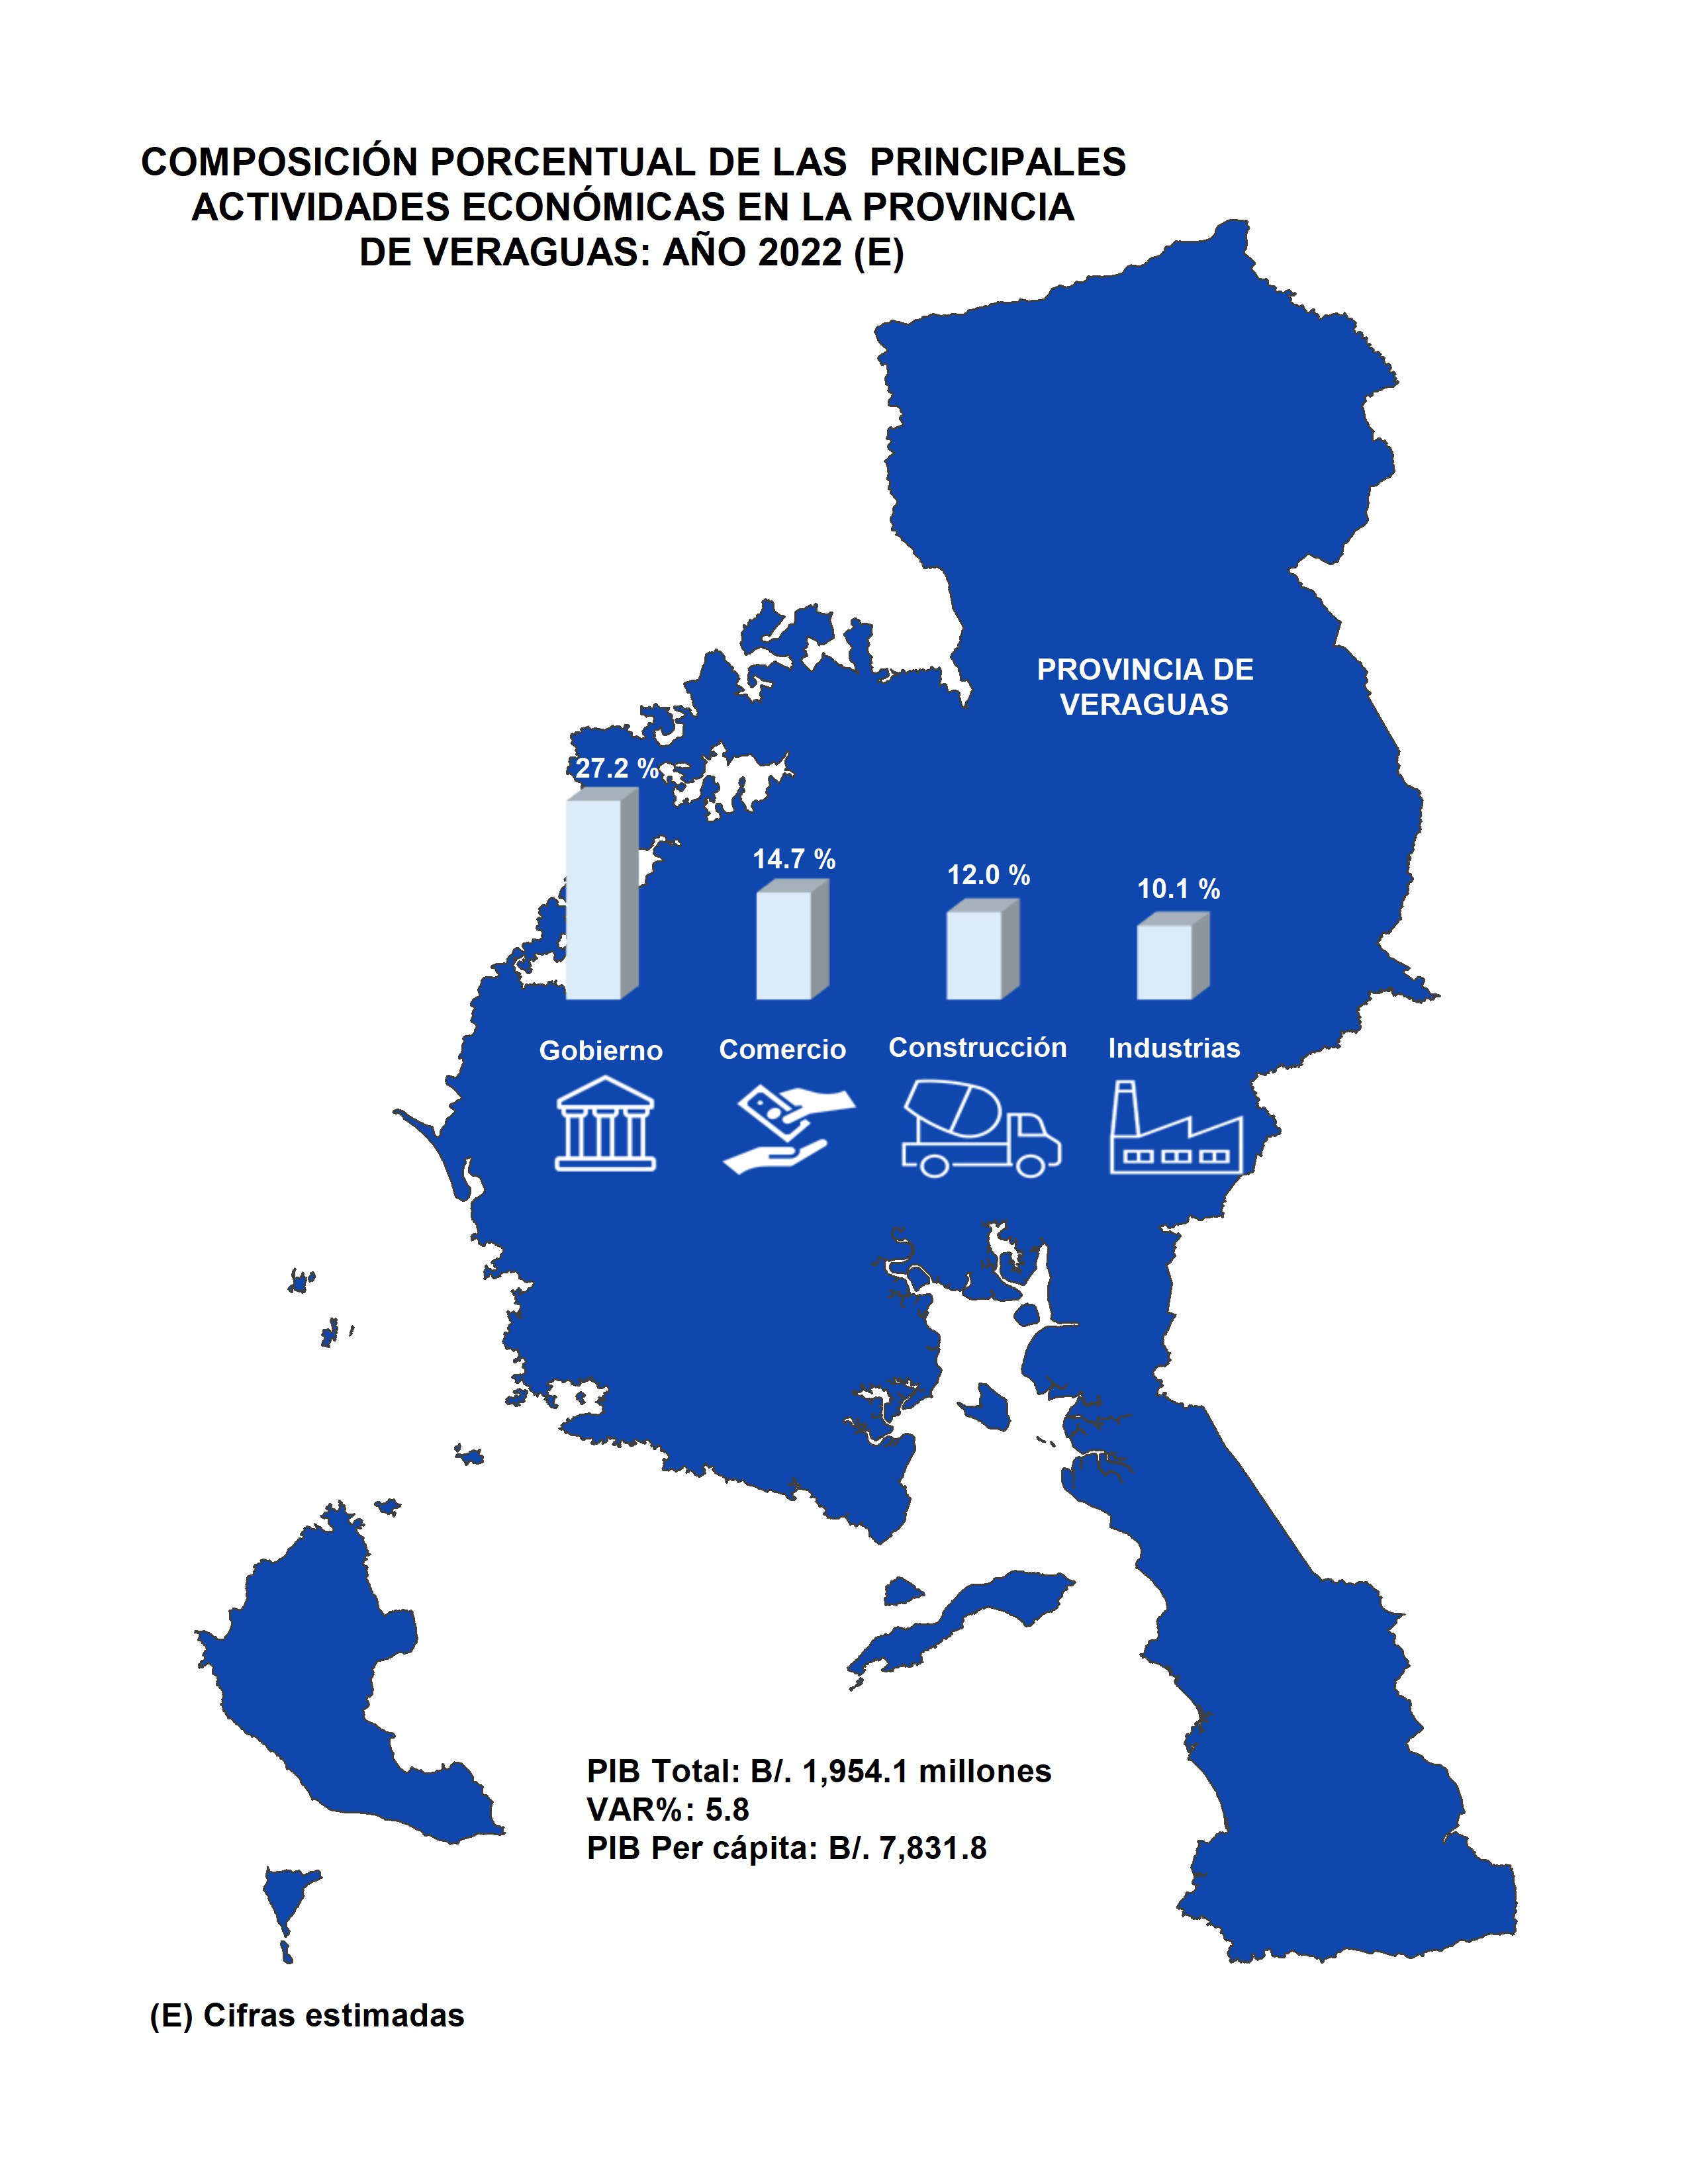 COMPOSICIÓN PORCENTUAL DE LAS PRINCIPALES
ACTIVIDADES ECONÓMICAS EN LA PROVINCIA
DE VERAGUAS: AÑO 2022 (E)
PROVINCIA DE
VERAGUAS
27.2 %
14.7 %
12.0 %
10.1 %
Gobierno
Comercio
Construcción
Industrias
PIB Total: B/. 1,954.1 millones
VAR%: 5.8
PIB Per cápita: B/. 7,831.8
(E) Cifras estimadas